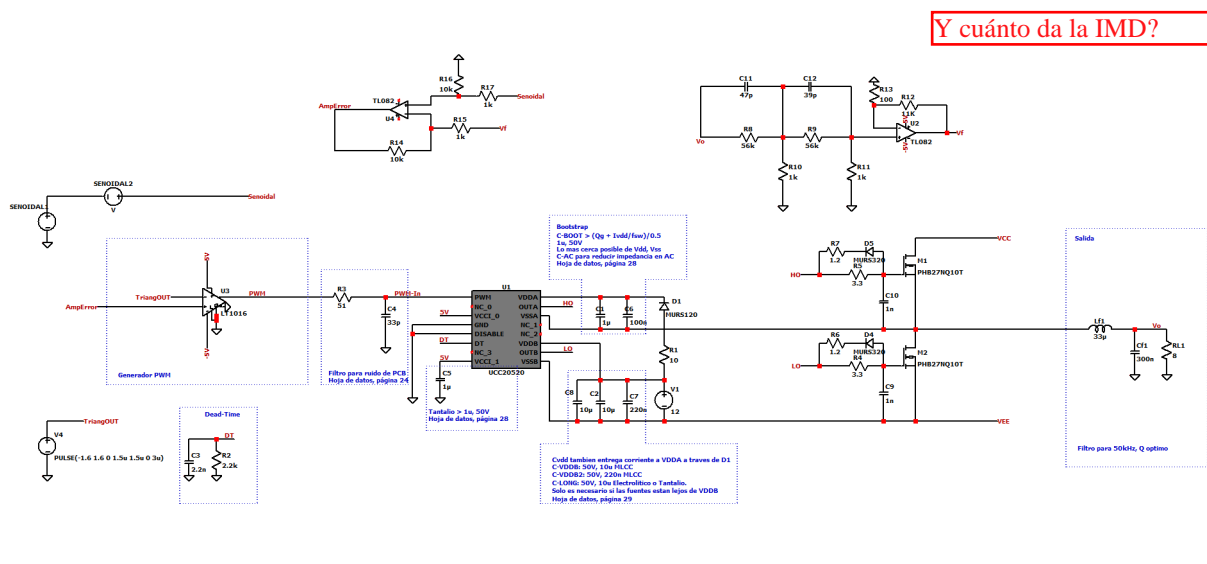 Y cuánto da la IMD?
R16
10k
R17
1k
Senoidal
TL082
U4
AmpError
R15
1k
Vf
R14
10k
C11
47p
C12
39p
R13
100
R12
11K
5V
U2
TL082
-5V
Vf
Vo
R8
56k
R9
56k
R10
1k
R11
1k
SENOIDAL2
V
Senoidal
SENOIDAL1
Bootstrap
C-BOOT > (Qg + Ivdd/fsw)/0.5
1u, 50V
Lo mas cerca posible de Vdd, Vss
C-AC para reducir impedancia en AC
Hoja de datos, página 28
5V
U3
TriangOUT
PWM
AmpError
LT1016
-5V
Generador PWM
R3
51
PWM-In
C4
33p
Filtro para ruido de PCB
Hoja de datos, página 24
U1
PWM
NC_0
VCCI_0
GND
DISABLE
DT
NC_3
VCCI_1
VDDA
OUTA
VSSA
NC_1
NC_2
VDDB
OUTB
VSSB
UCC20520
5V
DT
5V
HO
LO
C5
1µ
Tantalio > 1u, 50V
Hoja de datos, página 28
C1
1µ
C6
100n
D1
MURS120
R1
10
C8
10µ
C2
10µ
C7
220n
V1
12
Cvdd tambien entrega corriente a VDDA a traves de D1
C-VDDB: 50V, 10u MLCC
C-VDDB2: 50V, 220n MLCC
C-LONG: 50V, 10u Electrolitico o Tantalio.
Solo es necesario si las fuentes estan lejos de VDDB
Hoja de datos, página 29
VCC
R7
1.2
D5
MURS320
R5
3.3
HO
M1
PHB27NQ10T
C10
1n
R6
1.2
D4
MURS320
R4
3.3
LO
M2
PHB27NQ10T
C9
1n
VEE
Salida
Lf1
33µ
Vo
Cf1
300n
RL1
8
Filtro para 50kHz, Q optimo
TriangOUT
V4
PULSE(-1.6 1.6 0 1.5u 1.5u 0 3u)
Dead-Time
DT
C3
2.2n
R2
2.2k